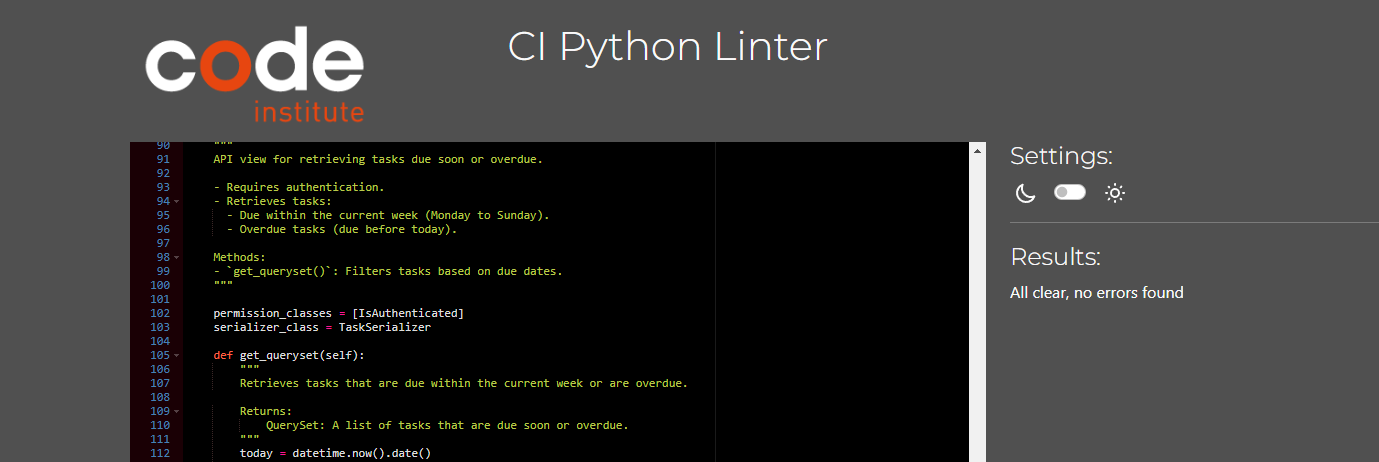 code
institute
CI Python Linter
90 """
91 API view for retrieving tasks due soon or overdue.
92
93 - Requires authentication.
94 - Retrieves tasks:
95 - Due within the current week (Monday to Sunday).
96 - Overdue tasks (due before today).
97
98 Methods:
99 - `get_queryset()`: Filters tasks based on due dates.
100 """
101
102 permission_classes = [IsAuthenticated]
103 serializer_class = TaskSerializer
104
105 def get_queryset(self):
106 """
107 Retrieves tasks that are due within the current week or are overdue.
108
109 Returns:
110 QuerySet: A list of tasks that are due soon or overdue.
111 """
112 today = datetime.now().date()
Settings:
Results:
All clear, no errors found